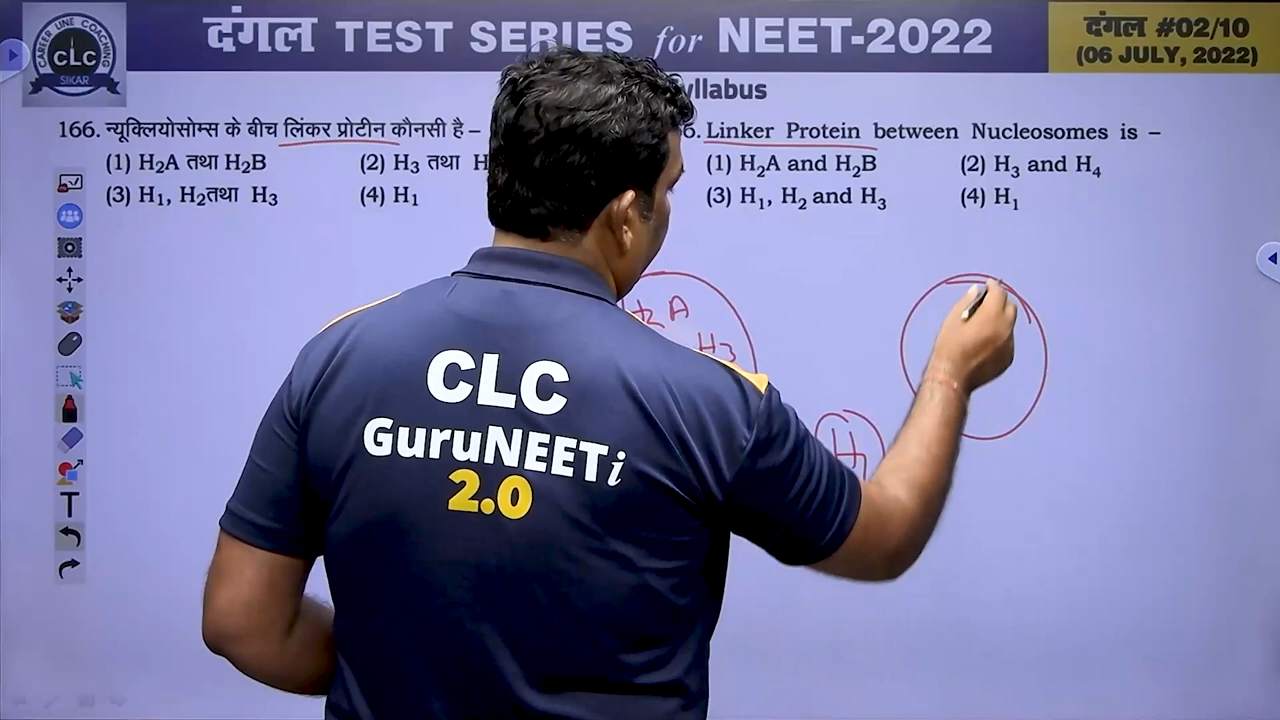 CAREER LINE COACHING
CLC
SIKAR
दंगल TEST SERIES for NEET-2022
दंगल #02/10
(06 JULY, 2022)
166. न्यूक्लियोसोम्स के बीच लिंकर प्रोटीन कौनसी है –
(1) H₂A तथा H₂B (2) H₃ तथा H
(3) H₁, H₂तथा H₃ (4) H₁
6. Linker Protein between Nucleosomes is –
(1) H₂A and H₂B (2) H₃ and H₄
(3) H₁, H₂ and H₃ (4) H₁
H₂A
H₃
H₁
T
CLC
GuruNEETi
2.0